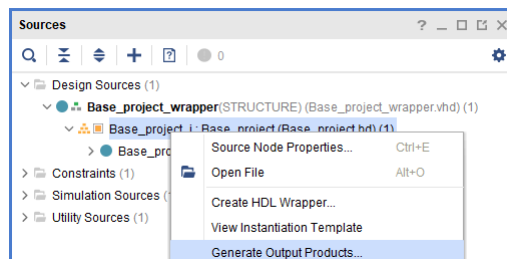 Sources
? _ X
0
Design Sources (1)
Base_project_wrapper(STRUCTURE) (Base_project_wrapper.vhd) (1)
Base_project_i : Base_project (Base_project.bd) (1)
Base_pro
Source Node Properties... Ctrl+E
Constraints (1)
Open File Alt+O
Simulation Sources (
Create HDL Wrapper...
Utility Sources (1)
View Instantiation Template
Generate Output Products...